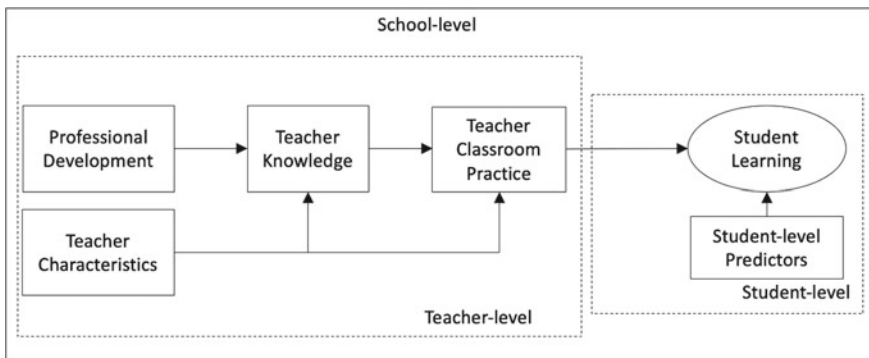 School-level
Professional
Development
Teacher
Knowledge
Teacher
Classroom
Practice
Student
Learning
Teacher
Characteristics
Student-level
Predictors
Student-level
Teacher-level